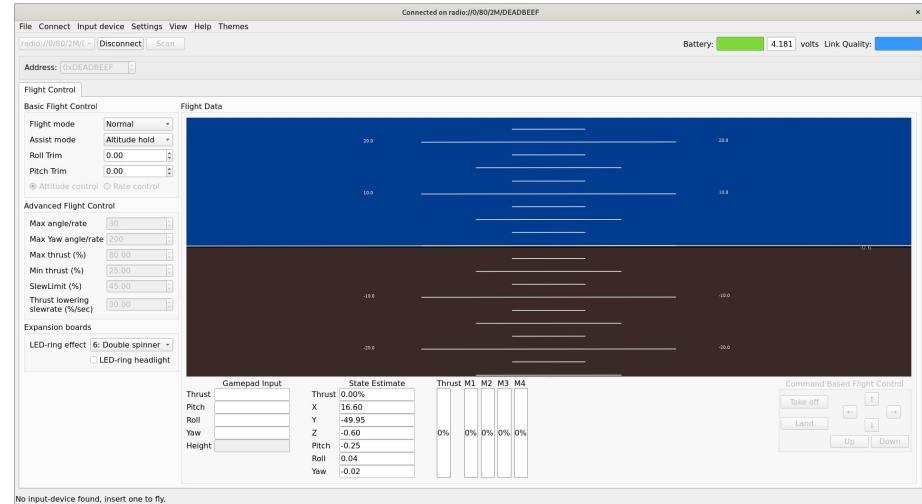 Connected on radio://0/80/2M/DEADBEEF ×
File Connect Input device Settings View Help Themes
radio://0/80/2M/I Disconnect Scan Battery: 4.181 volts Link Quality:
Address: 0xDEADBEEF
Flight Control
Basic Flight Control
Flight mode Normal
Assist mode Altitude hold
Roll Trim 0.00
Pitch Trim 0.00
Attitude control Rate control
Advanced Flight Control
Max angle/rate 30
Max Yaw angle/rate 200
Max thrust (%) 80.00
Min thrust (%) 25.00
SlewLimit (%) 45.00
Thrust lowering
slewrate (%/sec) 30.00
Expansion boards
LED-ring effect 6: Double spinner
LED-ring headlight
Flight Data
20.0 20.0
10.0 10.0
-0.6
-10.0 -10.0
-20.0 -20.0
Gamepad Input
Thrust
Pitch
Roll
Yaw
Height
State Estimate
Thrust 0.00%
X 16.60
Y -49.95
Z -0.60
Pitch -0.25
Roll 0.04
Yaw -0.02
Thrust M1 M2 M3 M4
0% 0% 0% 0% 0%
Command Based Flight Control
Take off ↑
← →
Land ↓
Up Down
No input-device found, insert one to fly.